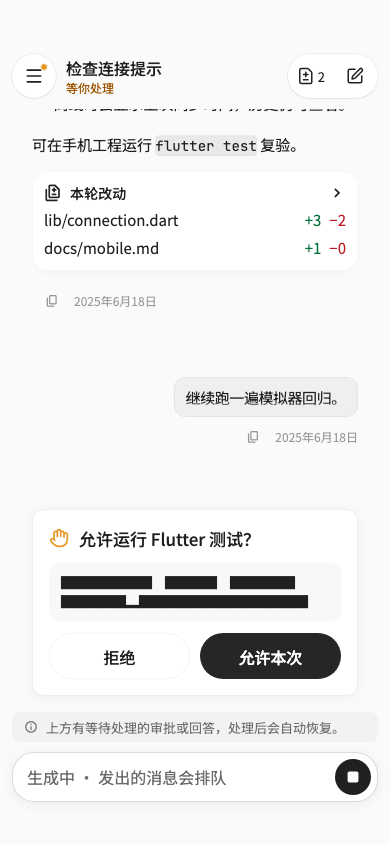 检查连接提示
等你处理
2
可在手机工程运行 flutter test 复验。
本轮改动
lib/connection.dart +3 −2
docs/mobile.md +1 −0
2025年6月18日
继续跑一遍模拟器回归。
2025年6月18日
允许运行 Flutter 测试？
拒绝
允许本次
上方有等待处理的审批或回答，处理后会自动恢复。
生成中 · 发出的消息会排队